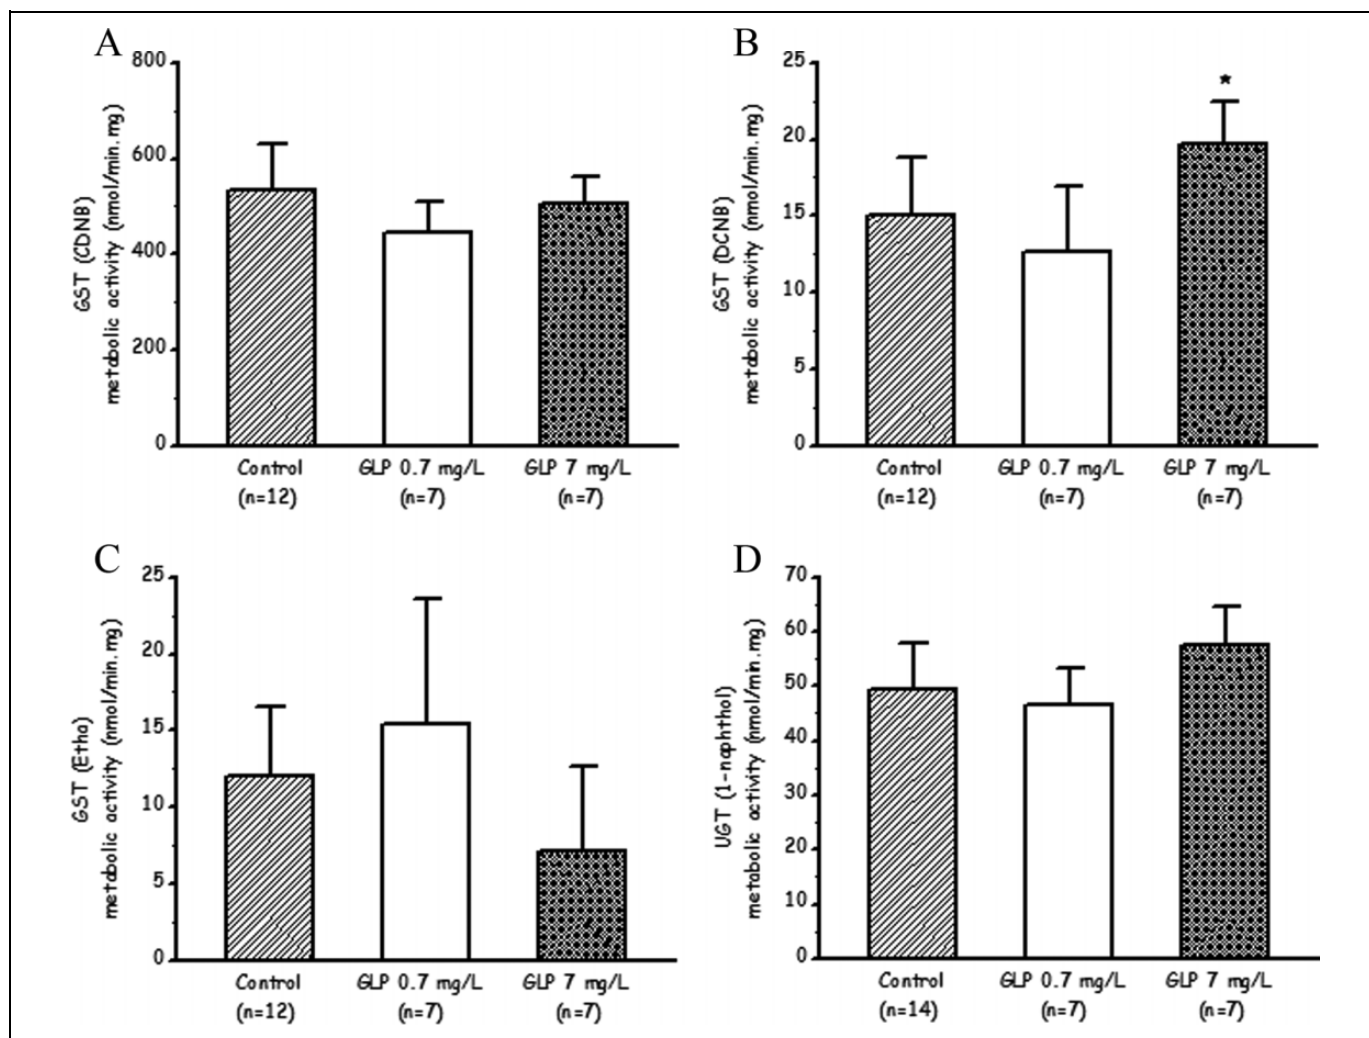 A
GST (CDNB)
metabolic activity (nmol/min.mg)
800
600
400
200
0
Control
(n=12)
GLP 0.7 mg/L
(n=7)
GLP 7 mg/L
(n=7)
B
GST (DCNB)
metabolic activity (nmol/min.mg)
25
20
15
10
5
0
*
Control
(n=12)
GLP 0.7 mg/L
(n=7)
GLP 7 mg/L
(n=7)
C
GST (Etha)
metabolic activity (nmol/min.mg)
25
20
15
10
5
0
Control
(n=12)
GLP 0.7 mg/L
(n=7)
GLP 7 mg/L
(n=7)
D
UGT (1-naphthol)
metabolic activity (nmol/min.mg)
70
60
50
40
30
20
10
0
Control
(n=14)
GLP 0.7 mg/L
(n=7)
GLP 7 mg/L
(n=7)